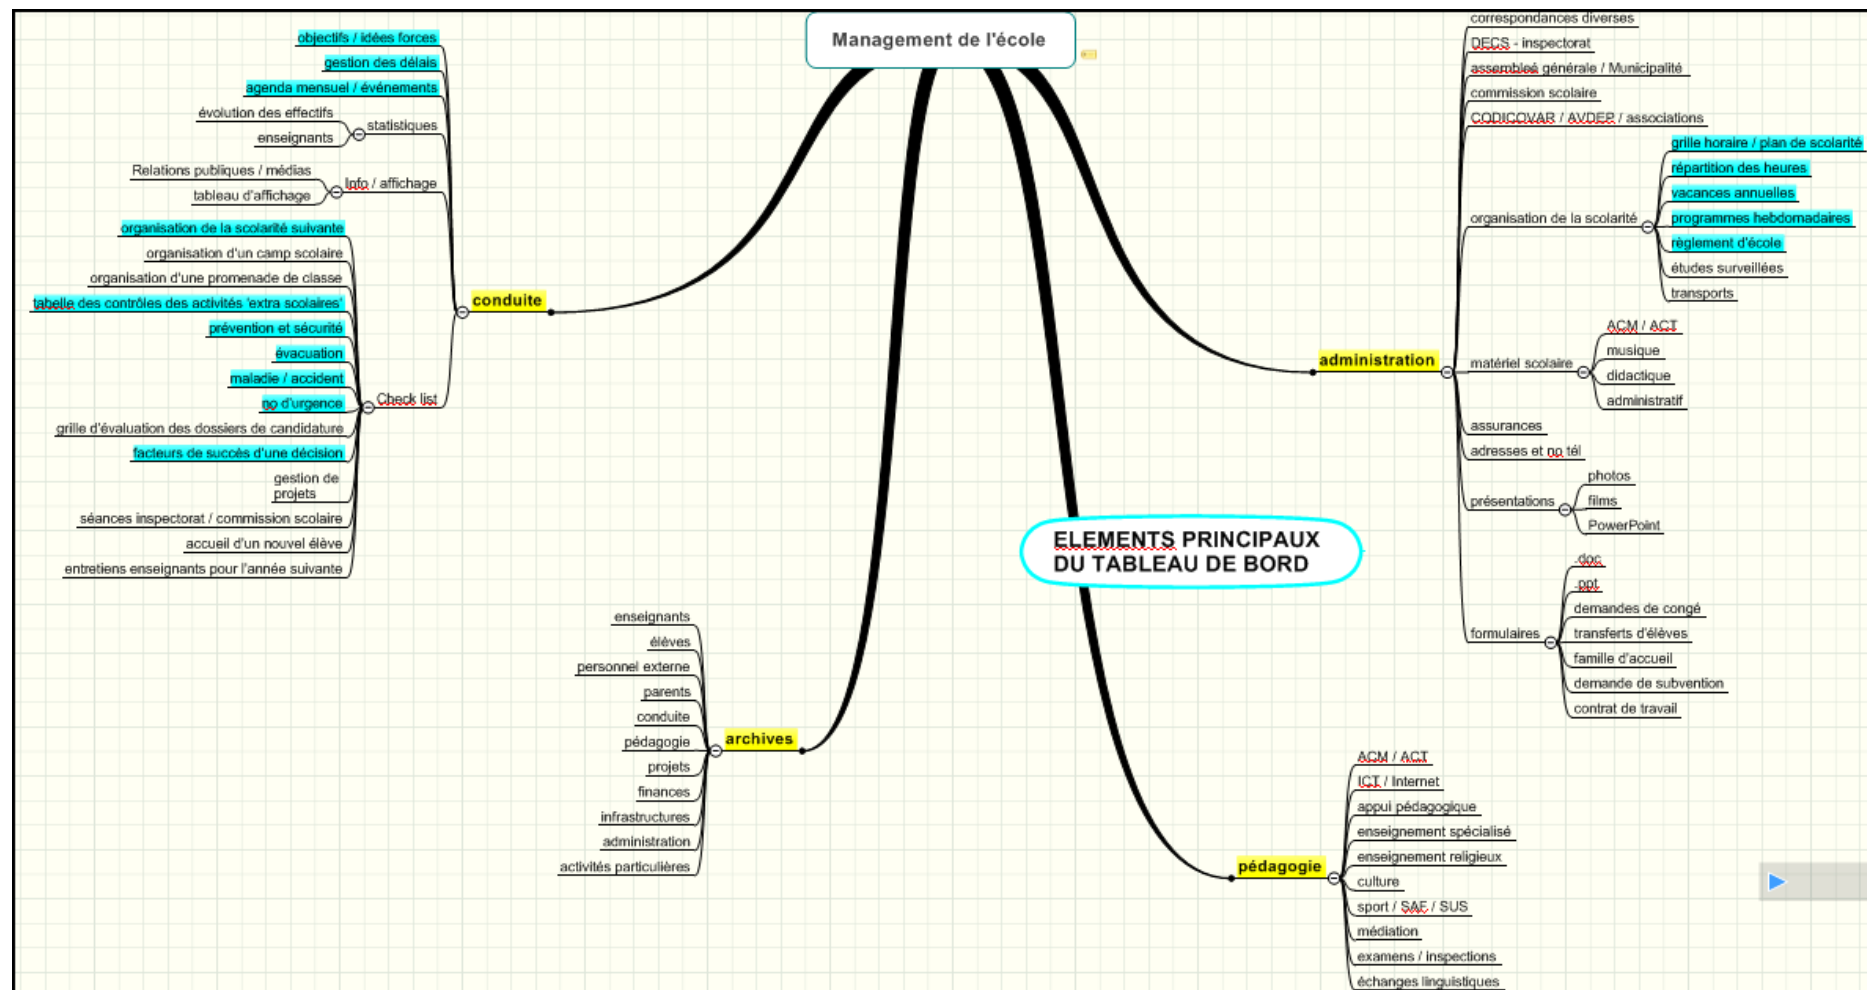 Management de l'école
objectifs / idées forces
gestion des délais
agenda mensuel / événements
évolution des effectifs
enseignants
statistiques
Relations publiques / médias
tableau d'affichage
Info / affichage
organisation de la scolarité suivante
organisation d'un camp scolaire
organisation d'une promenade de classe
tabelle des contrôles des activités 'extra scolaires'
prévention et sécurité
évacuation
maladie / accident
no d'urgence
grille d'évaluation des dossiers de candidature
facteurs de succès d'une décision
gestion de
projets
séances inspectorat / commission scolaire
accueil d'un nouvel élève
entretiens enseignants pour l'année suivante
Check list
conduite
enseignants
élèves
personnel externe
parents
conduite
pédagogie
projets
finances
infrastructures
administration
activités particulières
archives
ELEMENTS PRINCIPAUX
DU TABLEAU DE BORD
administration
correspondances diverses
DECS - inspectorat
assembleé générale / Municipalité
commission scolaire
CODICOVAR / AVDEP / associations
organisation de la scolarité
grille horaire / plan de scolarité
répartition des heures
vacances annuelles
programmes hebdomadaires
règlement d'école
études surveillées
transports
matériel scolaire
ACM / ACT
musique
didactique
administratif
assurances
adresses et no tél
présentations
photos
films
PowerPoint
formulaires
.doc
.ppt
demandes de congé
transferts d'élèves
famille d'accueil
demande de subvention
contrat de travail
pédagogie
ACM / ACT
ICT / Internet
appui pédagogique
enseignement spécialisé
enseignement religieux
culture
sport / SAF / SUS
médiation
examens / inspections
échanges linguistiques